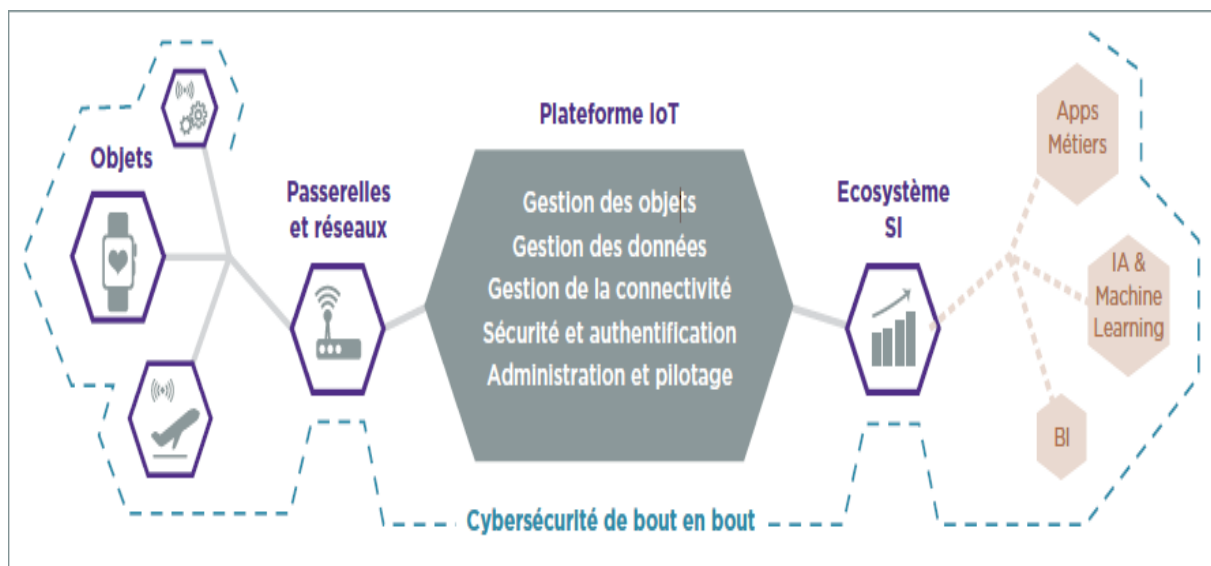 Objets
Passerelles
et réseaux
Plateforme IoT
Gestion des objets
Gestion des données
Gestion de la connectivité
Sécurité et authentification
Administration et pilotage
Ecosystème
SI
Apps
Métiers
IA &
Machine
Learning
BI
Cybersécurité de bout en bout